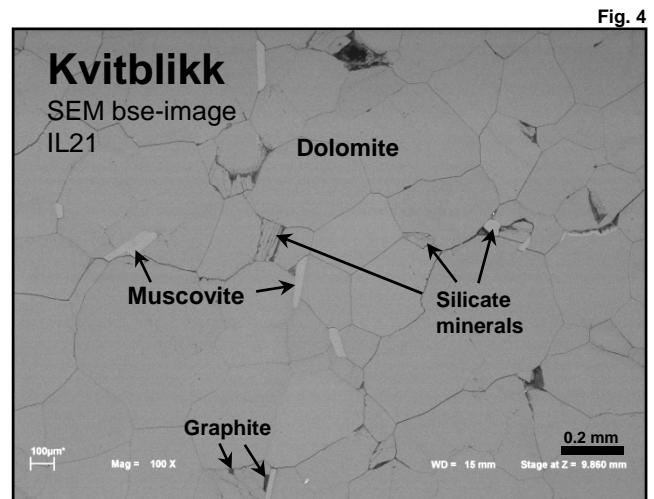 Fig. 4
Kvitblikk
SEM bse-image
IL21
Dolomite
Muscovite
Silicate
minerals
Graphite
0.2 mm
100µm*
Mag = 100 X
WD = 15 mm
Stage at Z = 9.860 mm